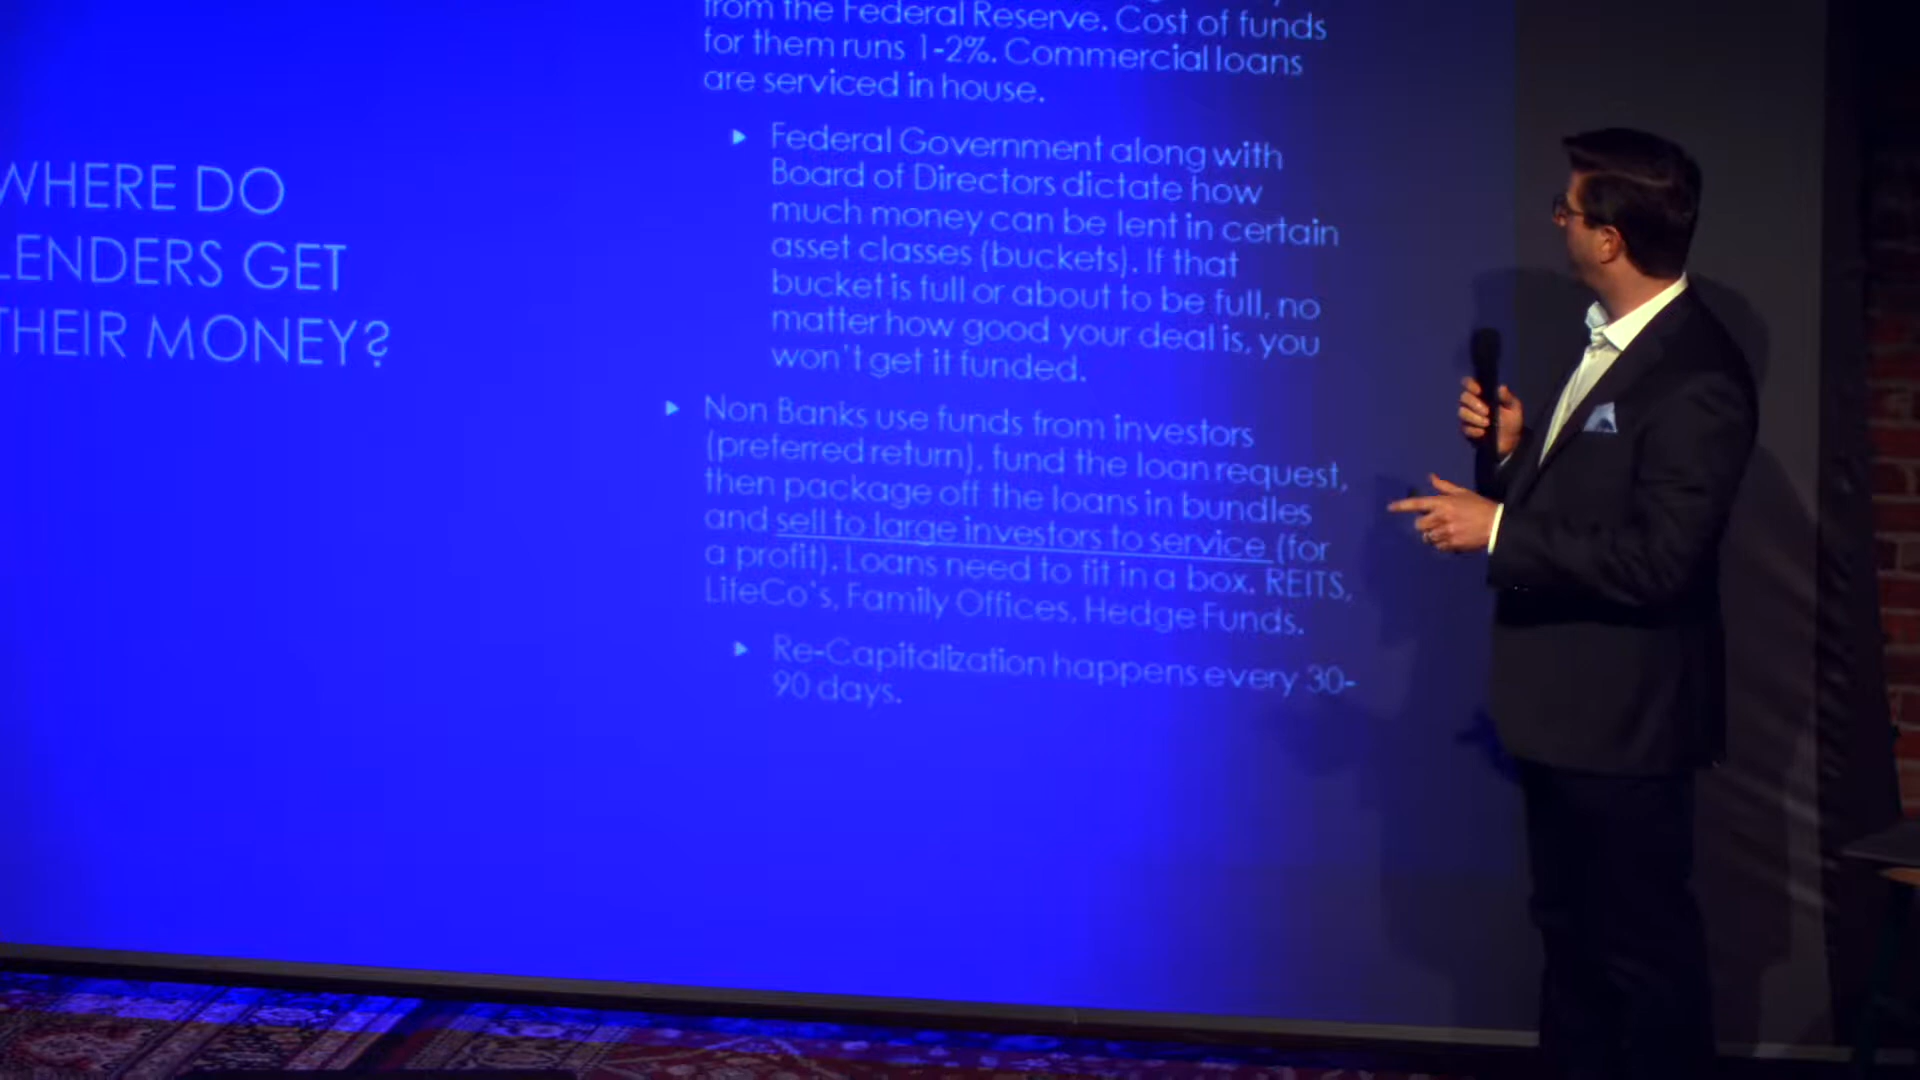 WHERE DO
LENDERS GET
THEIR MONEY?
from the Federal Reserve. Cost of funds
for them runs 1-2%. Commercial loans
are serviced in house.
Federal Government along with
Board of Directors dictate how
much money can be lent in certain
asset classes (buckets). If that
bucket is full or about to be full, no
matter how good your deal is, you
won't get it funded.
Non Banks use funds from investors
(preferred return), fund the loan request,
then package off the loans in bundles
and sell to large investors to service (for
a profit). Loans need to fit in a box. REITS,
LifeCo's, Family Offices, Hedge Funds.
Re-Capitalization happens every 30-
90 days.